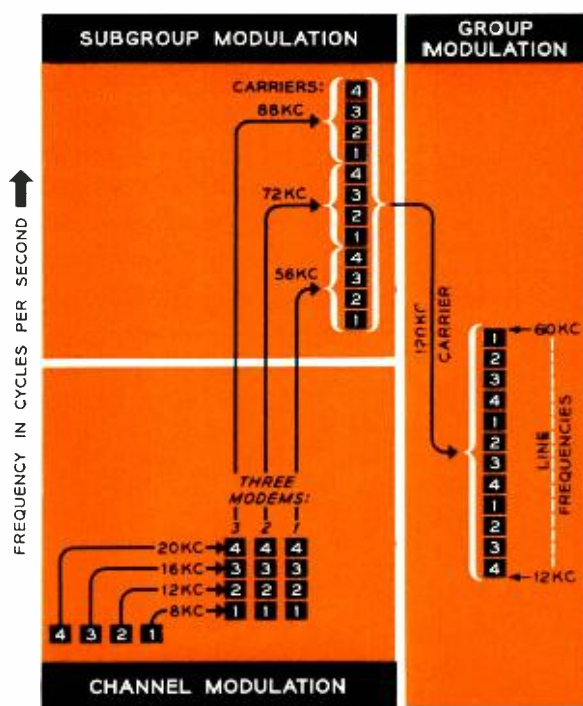 SUBGROUP MODULATION
GROUP
MODULATION
FREQUENCY IN CYCLES PER SECOND
CARRIERS:
88KC
72KC
56KC
4
3
2
1
4
3
2
1
4
3
2
1
120KC
CARRIER
60KC
1
2
3
4
1
2
3
4
1
2
3
4
LINE
FREQUENCIES
12KC
THREE
MODEMS:
3 2 1
20KC 4 4 4
16KC 3 3 3
12KC 2 2 2
8KC 1 1 1
4 3 2 1
CHANNEL MODULATION